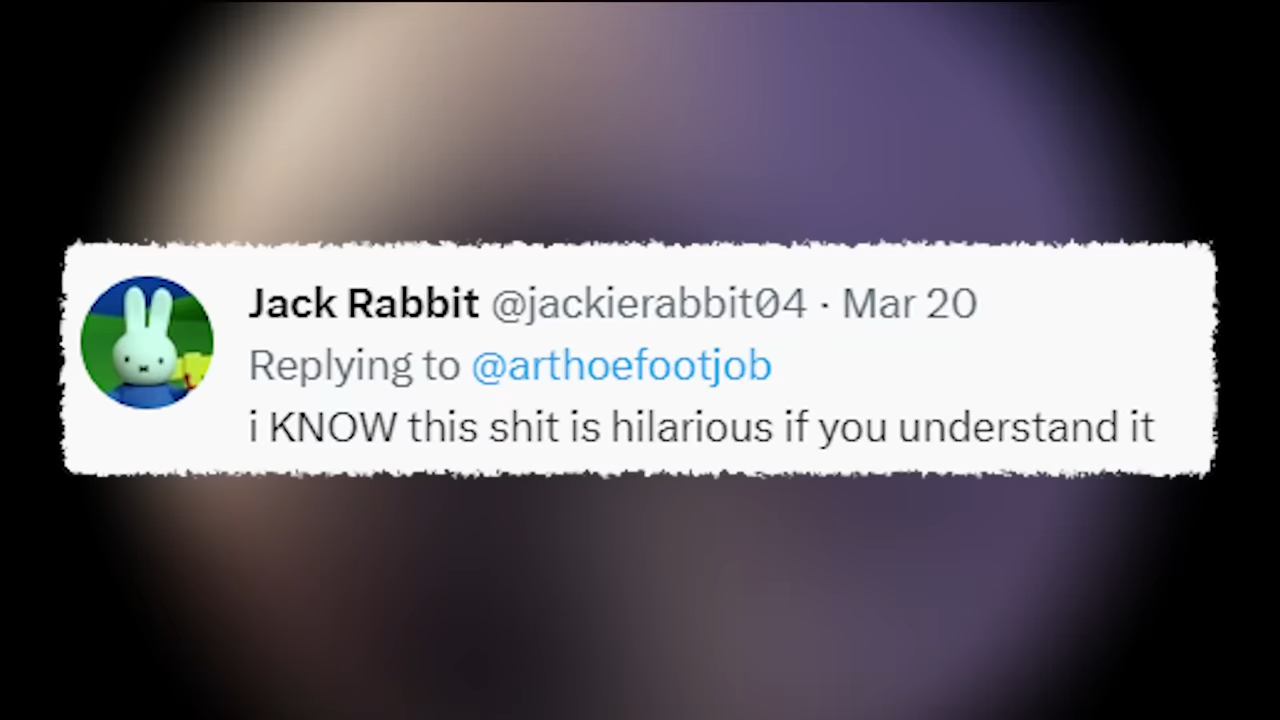 Jack Rabbit @jackierabbit04 · Mar 20
Replying to @arthoefootjob
i KNOW this shit is hilarious if you understand it